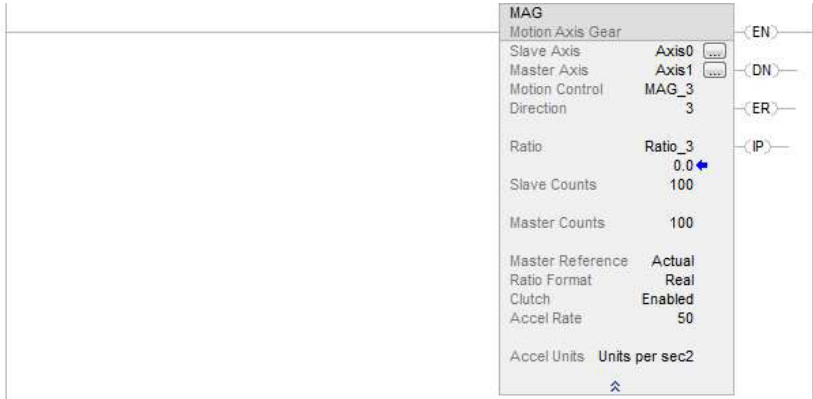 MAG
Motion Axis Gear
EN
Slave Axis Axis0 ...
Master Axis Axis1 ...
DN
Motion Control MAG_3
Direction 3
ER
Ratio Ratio_3
IP
0.0
Slave Counts 100
Master Counts 100
Master Reference Actual
Ratio Format Real
Clutch Enabled
Accel Rate 50
Accel Units Units per sec2